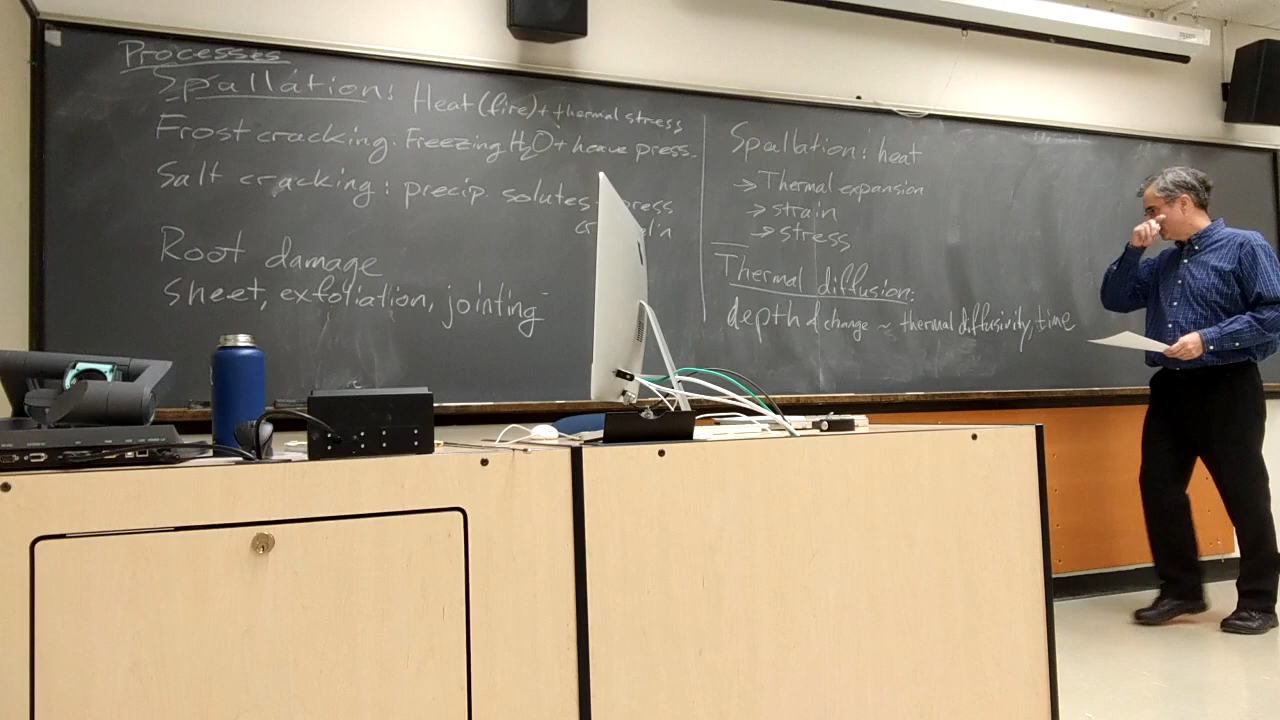 Processes
Spallation: Heat (fire) + thermal stress
Frost cracking. Freezing H2O + heave press.
Salt cracking: precip. solutes
Root damage
Sheet, exfoliation, jointing
Spallation: heat
→ Thermal expansion
→ strain
→ stress
Thermal diffusion:
depth of change ~ thermal diffusivity, time